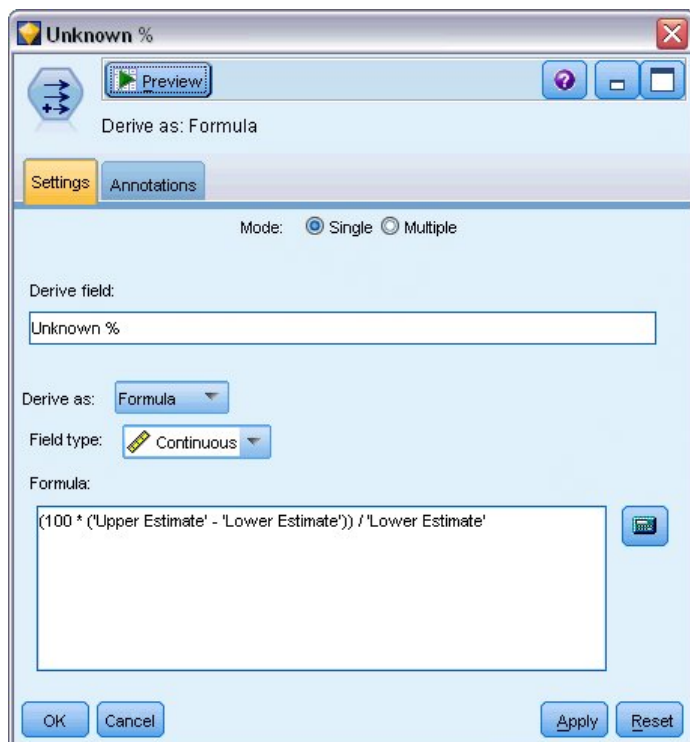 Unknown %
Preview
Derive as: Formula
Settings Annotations
Mode: Single Multiple
Derive field:
Unknown %
Derive as: Formula
Field type: Continuous
Formula:
(100 * ('Upper Estimate' - 'Lower Estimate')) / 'Lower Estimate'
OK Cancel Apply Reset